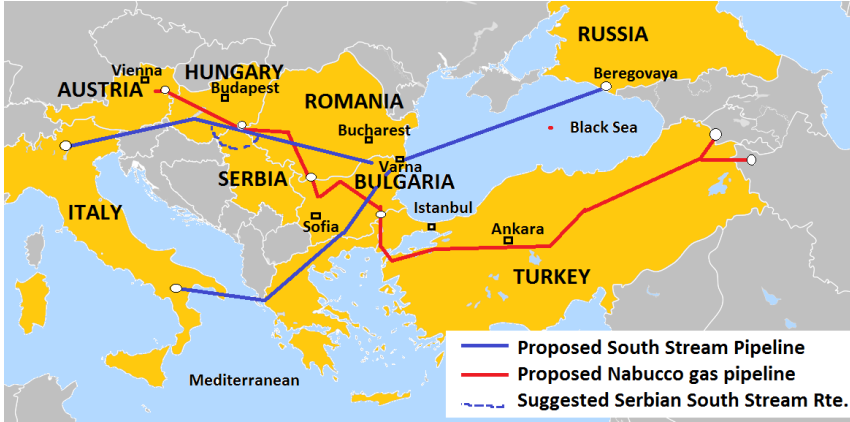 RUSSIA
Vienna
HUNGARY
Beregovaya
AUSTRIA
Budapest
ROMANIA
Bucharest
Black Sea
Varna
SERBIA
BULGARIA
ITALY
Istanbul
Sofia
Ankara
TURKEY
Mediterranean
Proposed South Stream Pipeline
Proposed Nabucco gas pipeline
Suggested Serbian South Stream Rte.